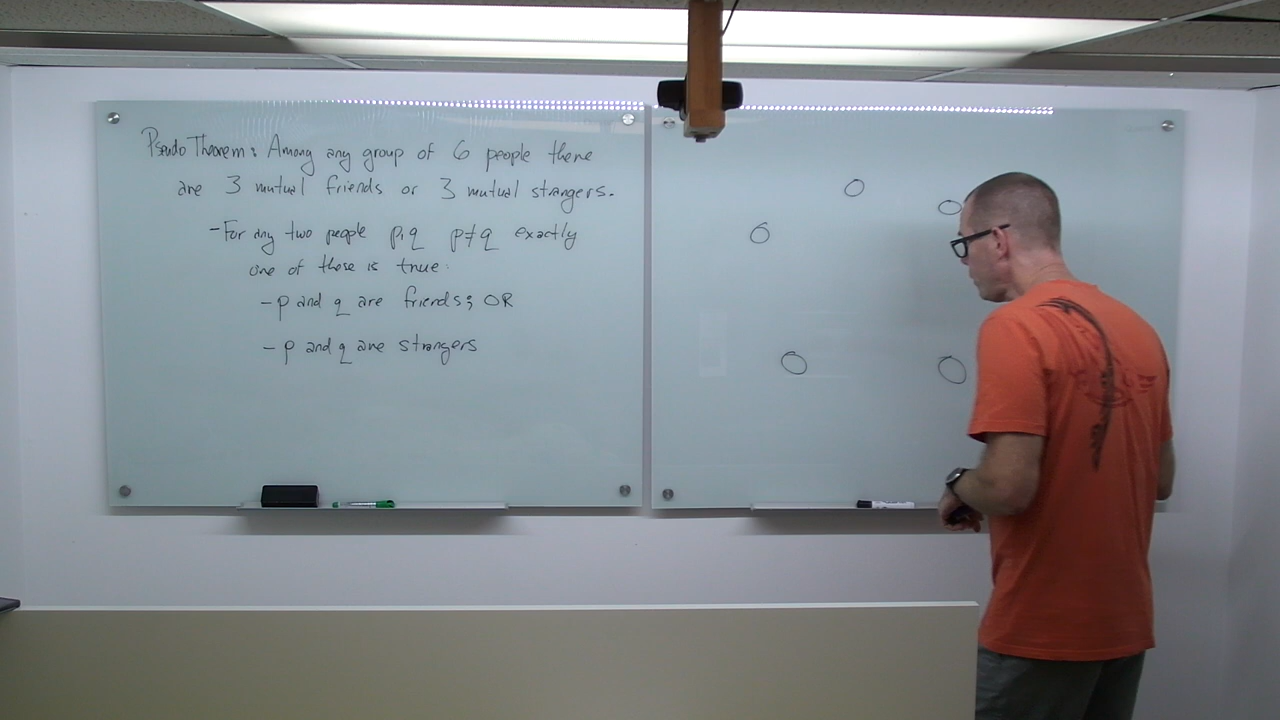 Pseudo Theorem: Among any group of 6 people there
are 3 mutual friends or 3 mutual strangers.
- For any two people p,q p≠q exactly
one of these is true:
- p and q are friends; OR
- p and q are strangers